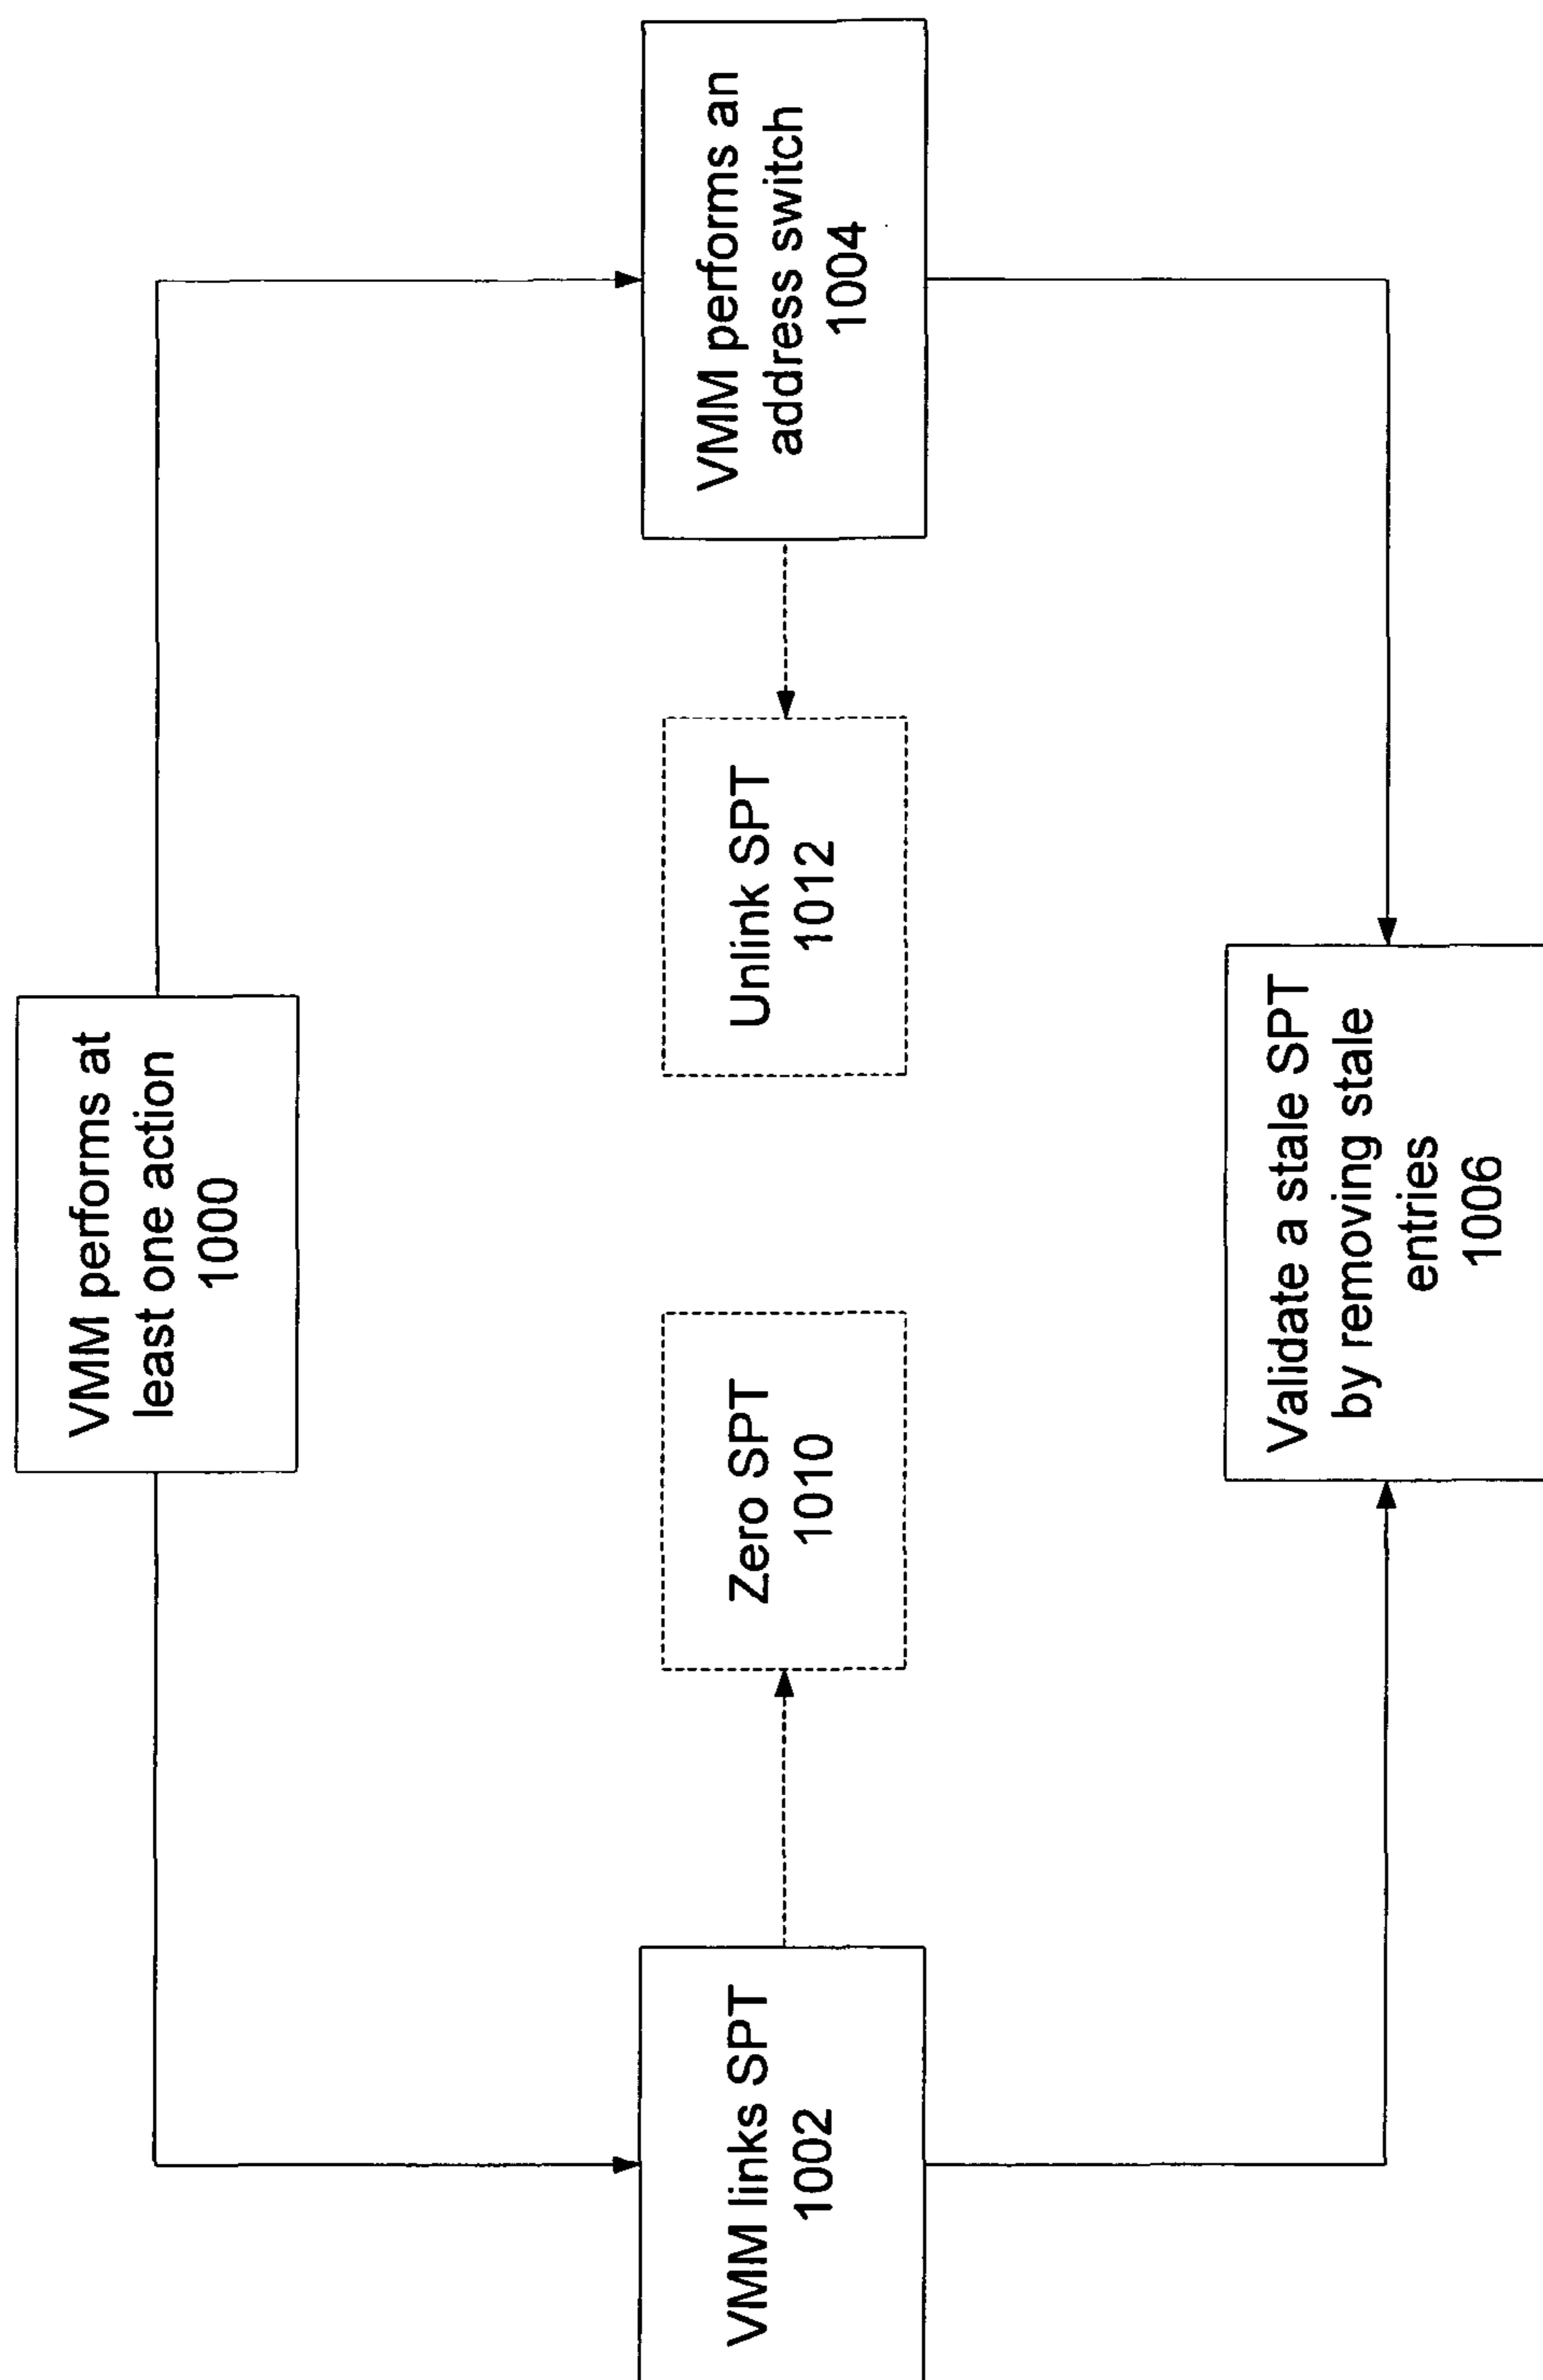 VMM performs at
least one action
1000
VMM links SPT
1002
Zero SPT
1010
Unlink SPT
1012
VMM performs an
address switch
1004
Validate a stale SPT
by removing stale
entries
1006